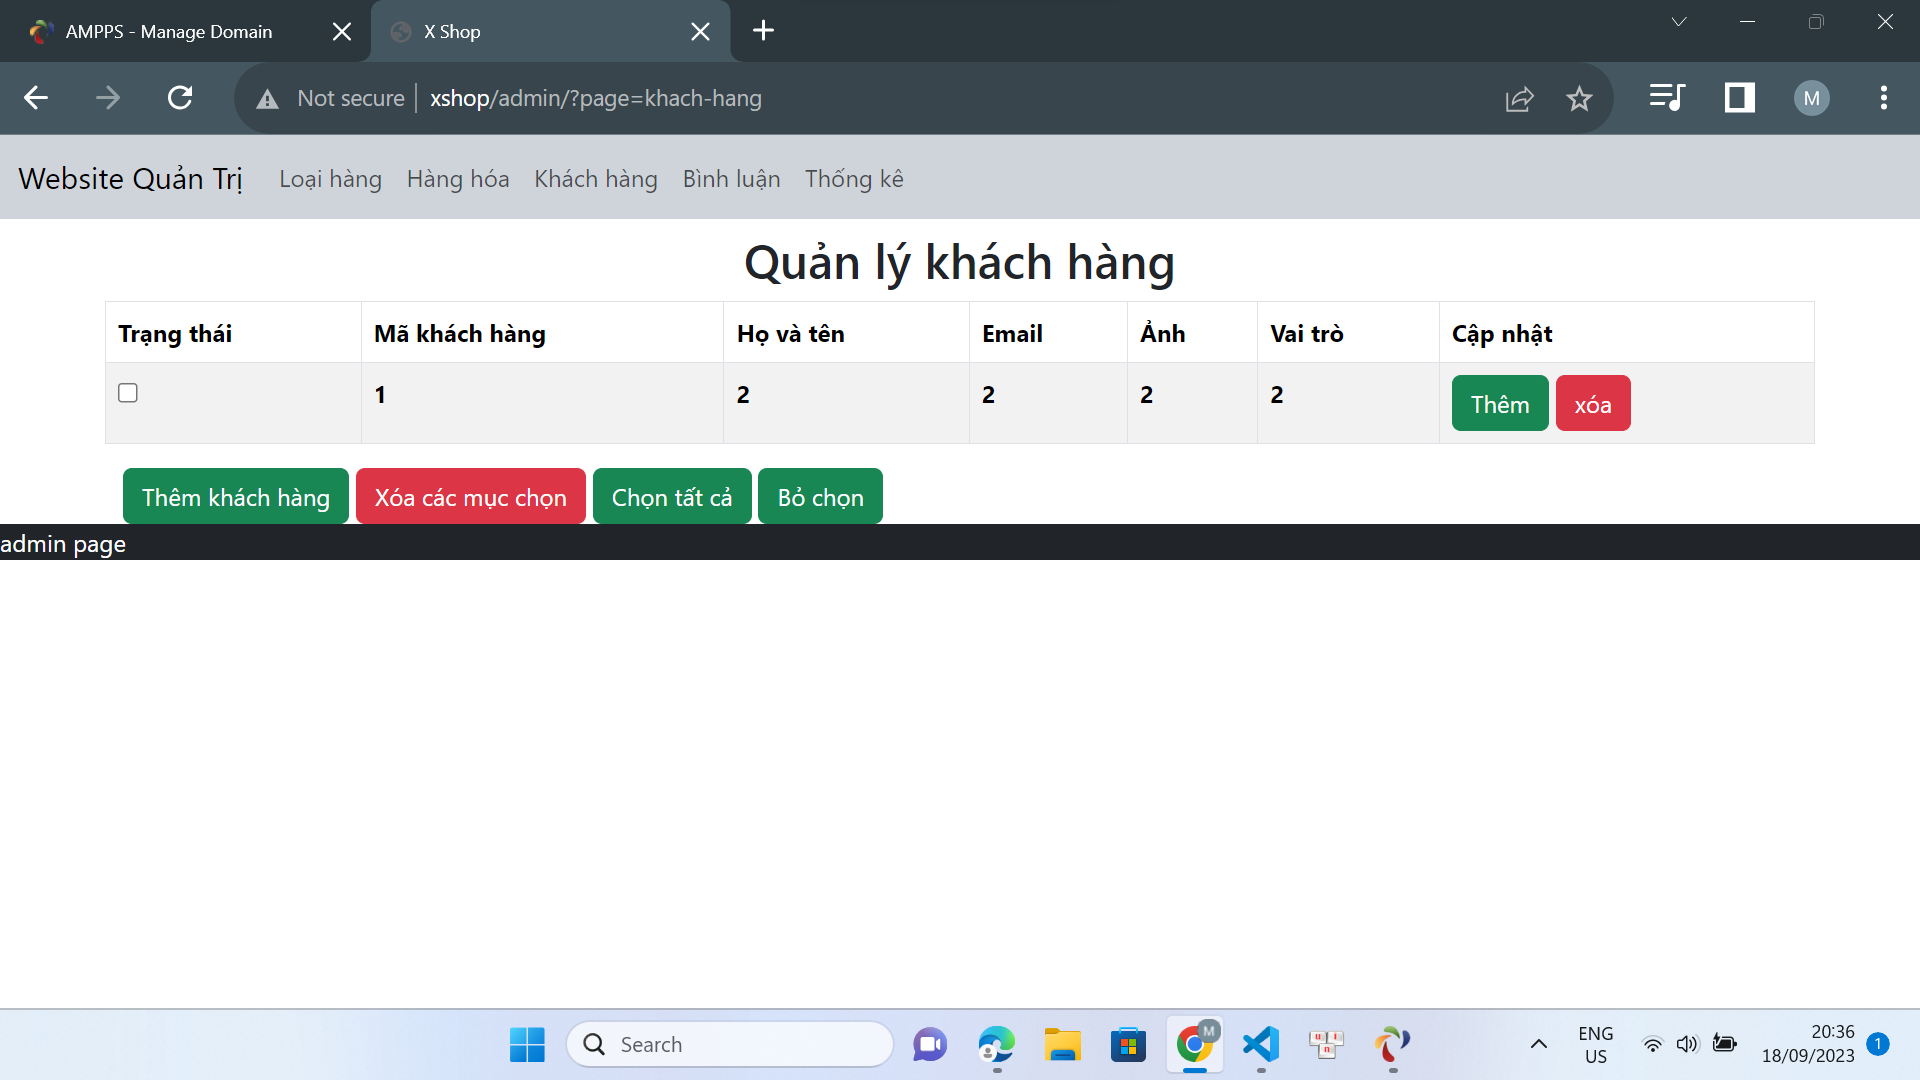 AMPPS - Manage Domain
X Shop
Not secure
xshop/admin/?page=khach-hang
M
Website Quản Trị Loại hàng Hàng hóa Khách hàng Bình luận Thống kê
Quản lý khách hàng
Trạng thái Mã khách hàng Họ và tên Email Ảnh Vai trò Cập nhật
1 2 2 2 2 Thêm xóa
Thêm khách hàng Xóa các mục chọn Chọn tất cả Bỏ chọn
admin page
Search
M
U I
n
ENG
US
20:36
18/09/2023
1